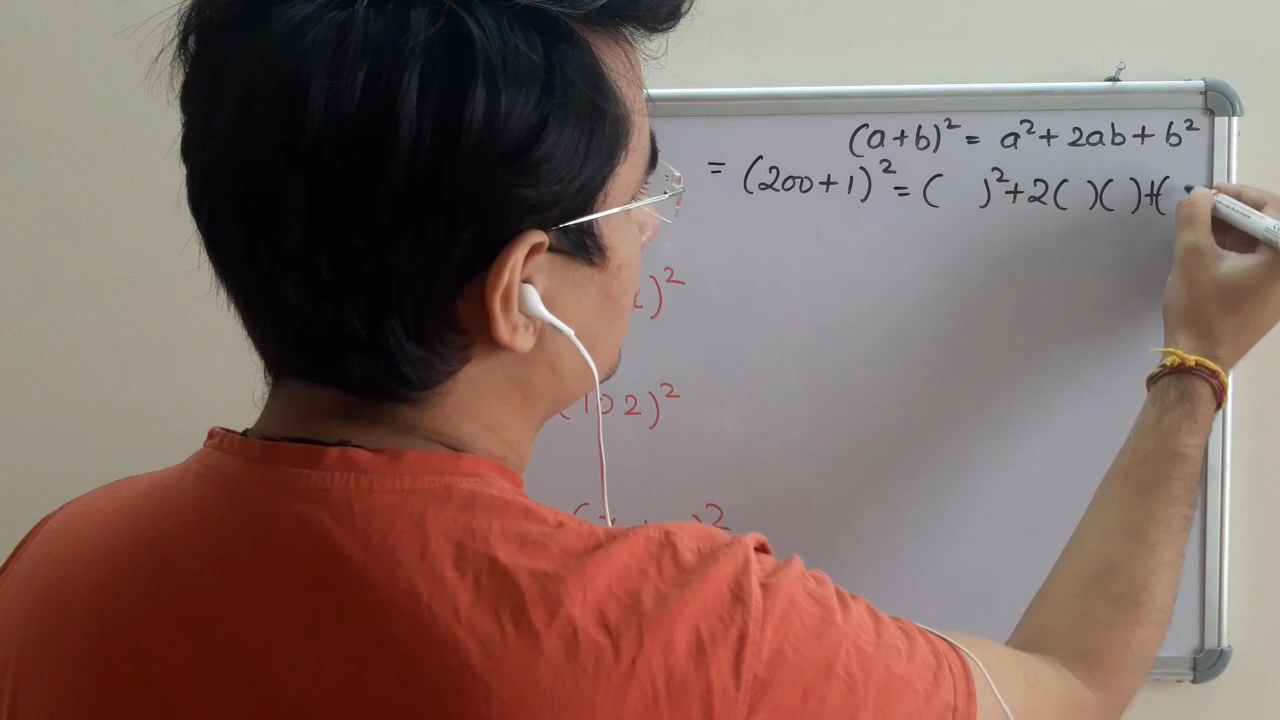 (a+b)² = a² + 2ab + b²
= (200+1)² = (   )² + 2( )( ) + (
)²
(102)²
)²